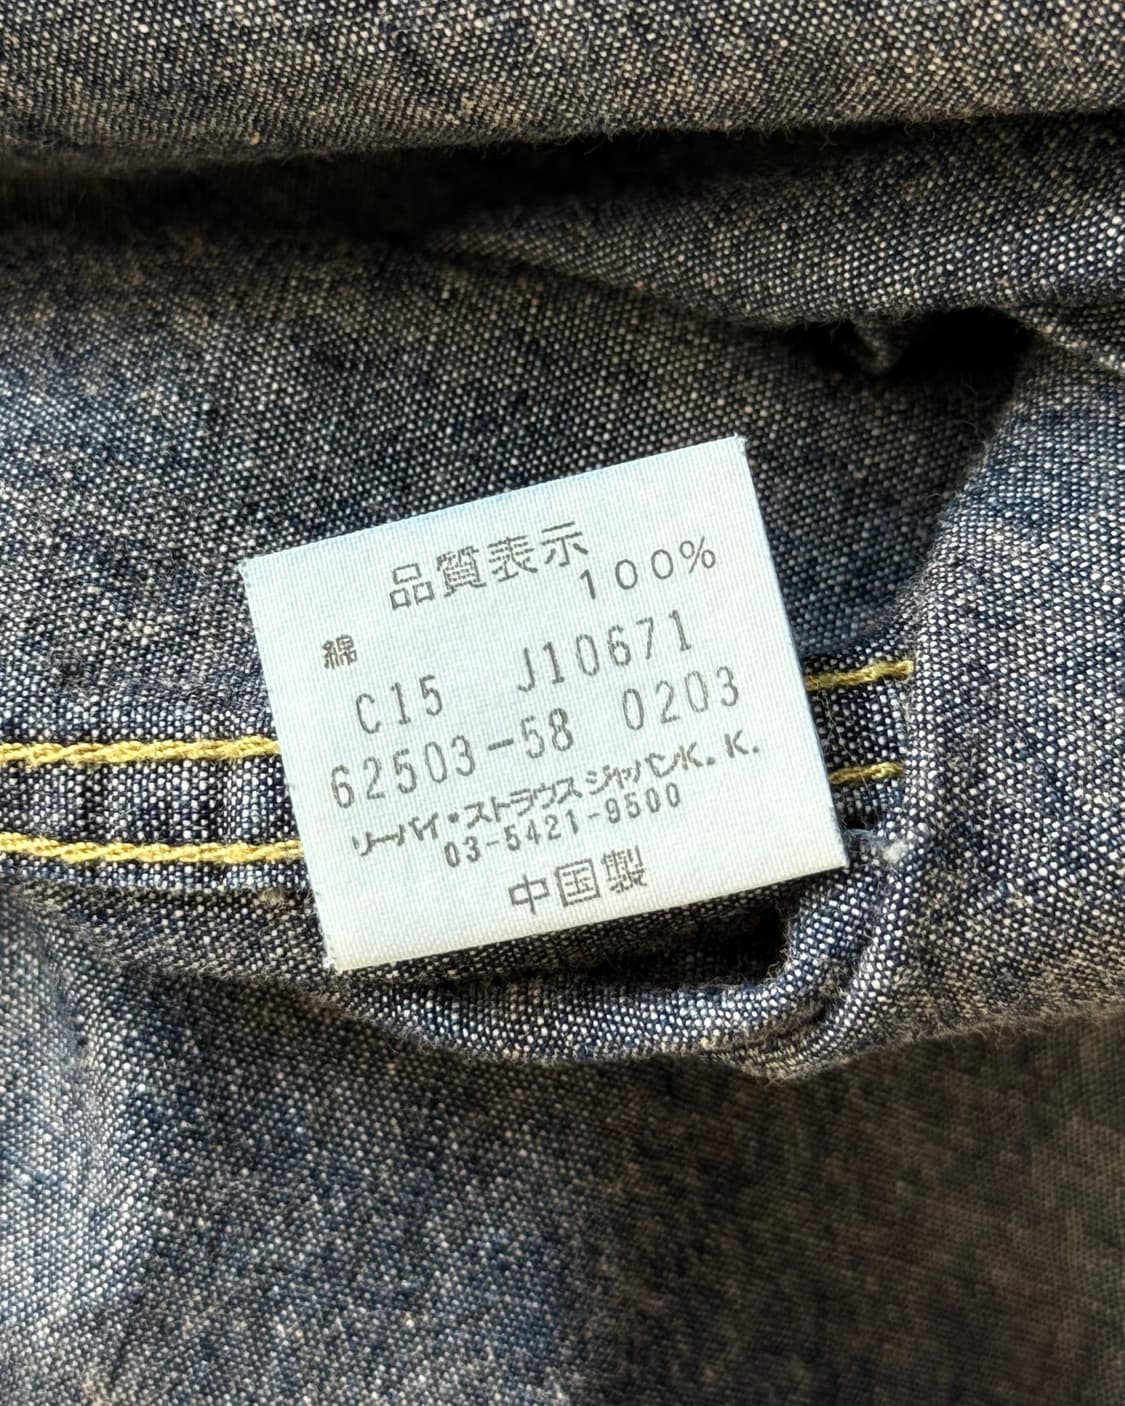 品質表示
綿 100%
C15 J10671
62503-58 0203
リーバイ・ストラウスジャパンK.K.
03-5421-9500
中国製